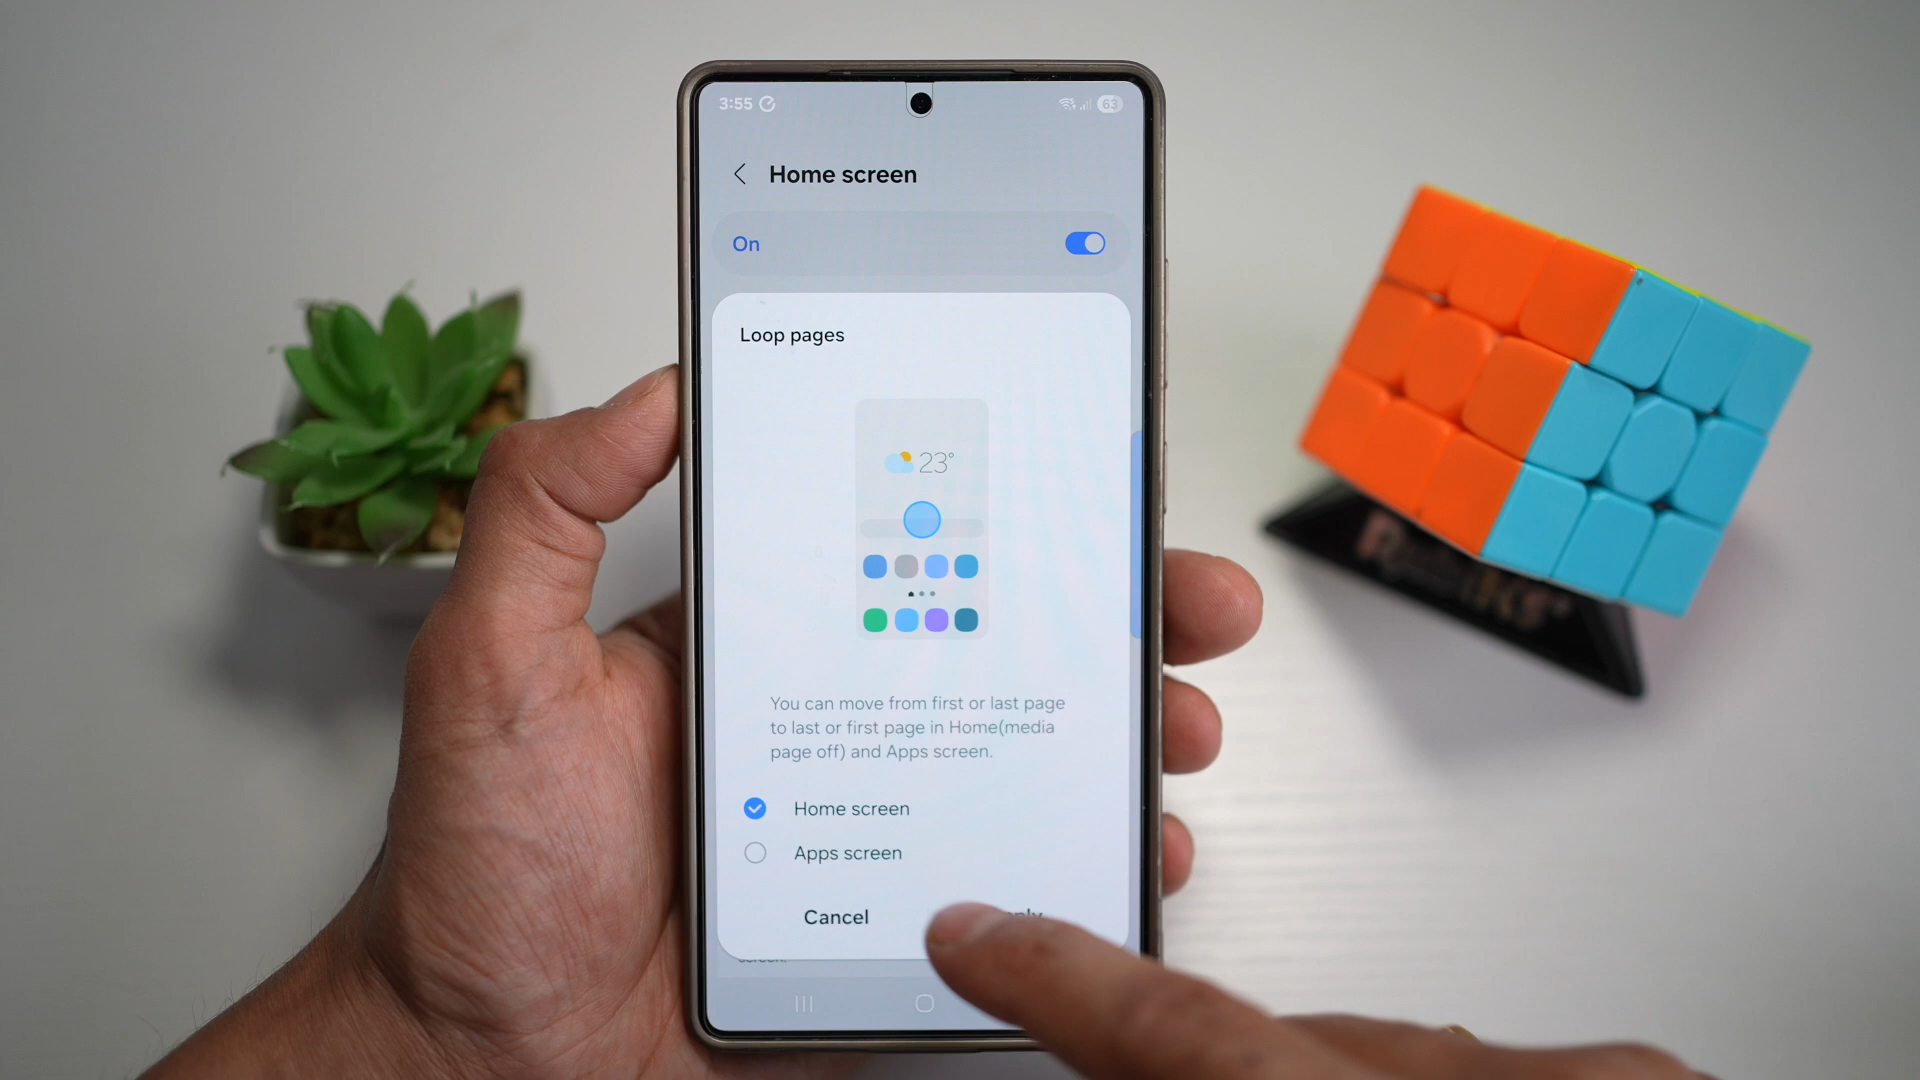 3:55 63
Home screen
On
Loop pages
23°
You can move from first or last page
to last or first page in Home(media
page off) and Apps screen.
Home screen
Apps screen
Cancel